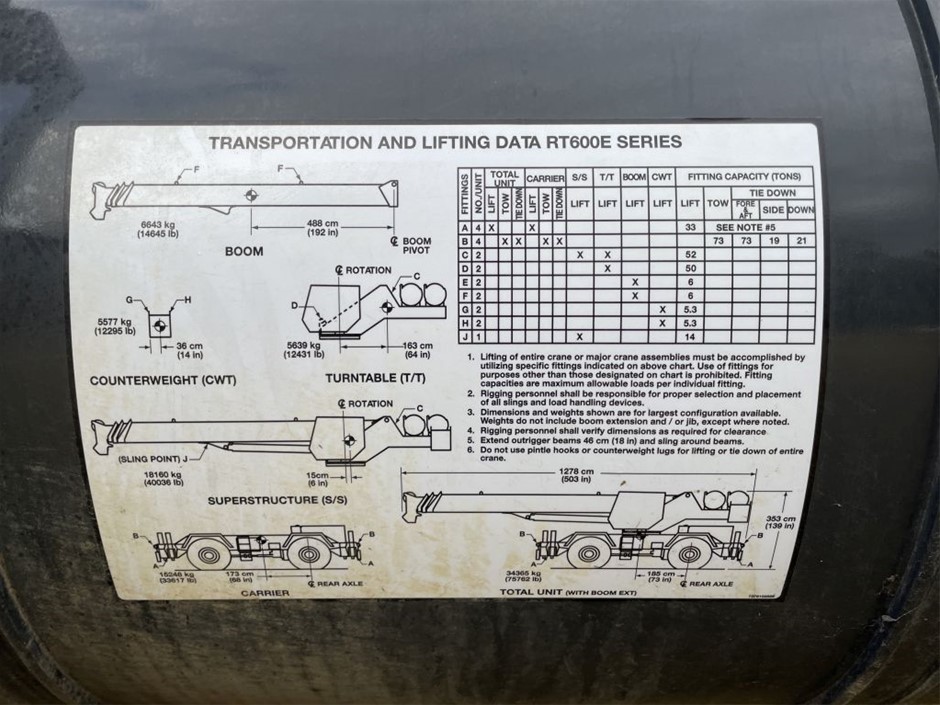 TRANSPORTATION AND LIFTING DATA RT600E SERIES
F F
6643 kg
(14645 lb)
488 cm
(192 in)
BOOM
℄ BOOM
PIVOT
FITTINGS NO./UNIT TOTAL UNIT CARRIER S/S T/T BOOM CWT FITTING CAPACITY (TONS)
LIFT TOW TIE DOWN LIFT TOW TIE DOWN LIFT LIFT LIFT LIFT LIFT TOW TIE DOWN
FORE & AFT SIDE DOWN
A 4 X X 33 SEE NOTE #5
B 4 X X X X 73 73 19 21
C 2 X X 52
D 2 X 50
E 2 X 6
F 2 X 6
G 2 X 5.3
H 2 X 5.3
J 1 X 14
G H
5577 kg
(12295 lb)
36 cm
(14 in)
COUNTERWEIGHT (CWT)
℄ ROTATION
C
D
5639 kg
(12431 lb)
163 cm
(64 in)
TURNTABLE (T/T)
℄ ROTATION
C
(SLING POINT) J
18160 kg
(40036 lb)
15cm
(6 in)
SUPERSTRUCTURE (S/S)
1. Lifting of entire crane or major crane assemblies must be accomplished by
utilizing specific fittings indicated on above chart. Use of fittings for
purposes other than those designated on chart is prohibited. Fitting
capacities are maximum allowable loads per individual fitting.
2. Rigging personnel shall be responsible for proper selection and placement
of all slings and load handling devices.
3. Dimensions and weights shown are for largest configuration available.
Weights do not include boom extension and / or jib, except where noted.
4. Rigging personnel shall verify dimensions as required for clearance.
5. Extend outrigger beams 46 cm (18 in) and sling around beams.
6. Do not use pintle hooks or counterweight lugs for lifting or tie down of entire
crane.
B B
A A
15248 kg
(33617 lb)
173 cm
(68 in)
℄ REAR AXLE
CARRIER
1278 cm
(503 in)
353 cm
(139 in)
B B
A A
34365 kg
(75762 lb)
185 cm
(73 in)
℄ REAR AXLE
TOTAL UNIT (WITH BOOM EXT)